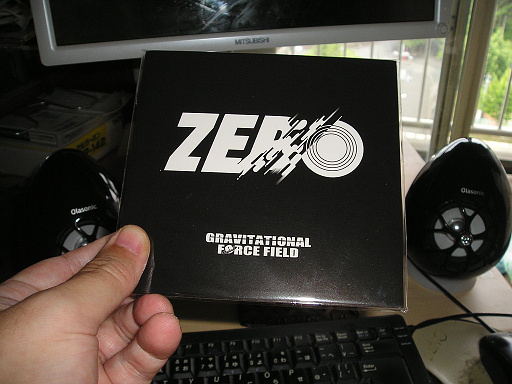 MITSUBISHI
ZERO
GRAVITATIONAL
FORCE FIELD
Olasonic
Olasonic